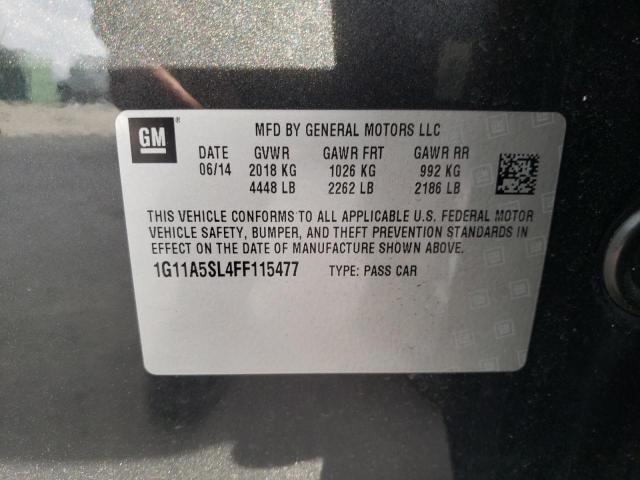 GM ®
MFD BY GENERAL MOTORS LLC
DATE GVWR GAWR FRT GAWR RR
06/14 2018 KG 1026 KG 992 KG
4448 LB 2262 LB 2186 LB
THIS VEHICLE CONFORMS TO ALL APPLICABLE U.S. FEDERAL MOTOR
VEHICLE SAFETY, BUMPER, AND THEFT PREVENTION STANDARDS IN
EFFECT ON THE DATE OF MANUFACTURE SHOWN ABOVE.
1G11A5SL4FF115477 TYPE: PASS CAR